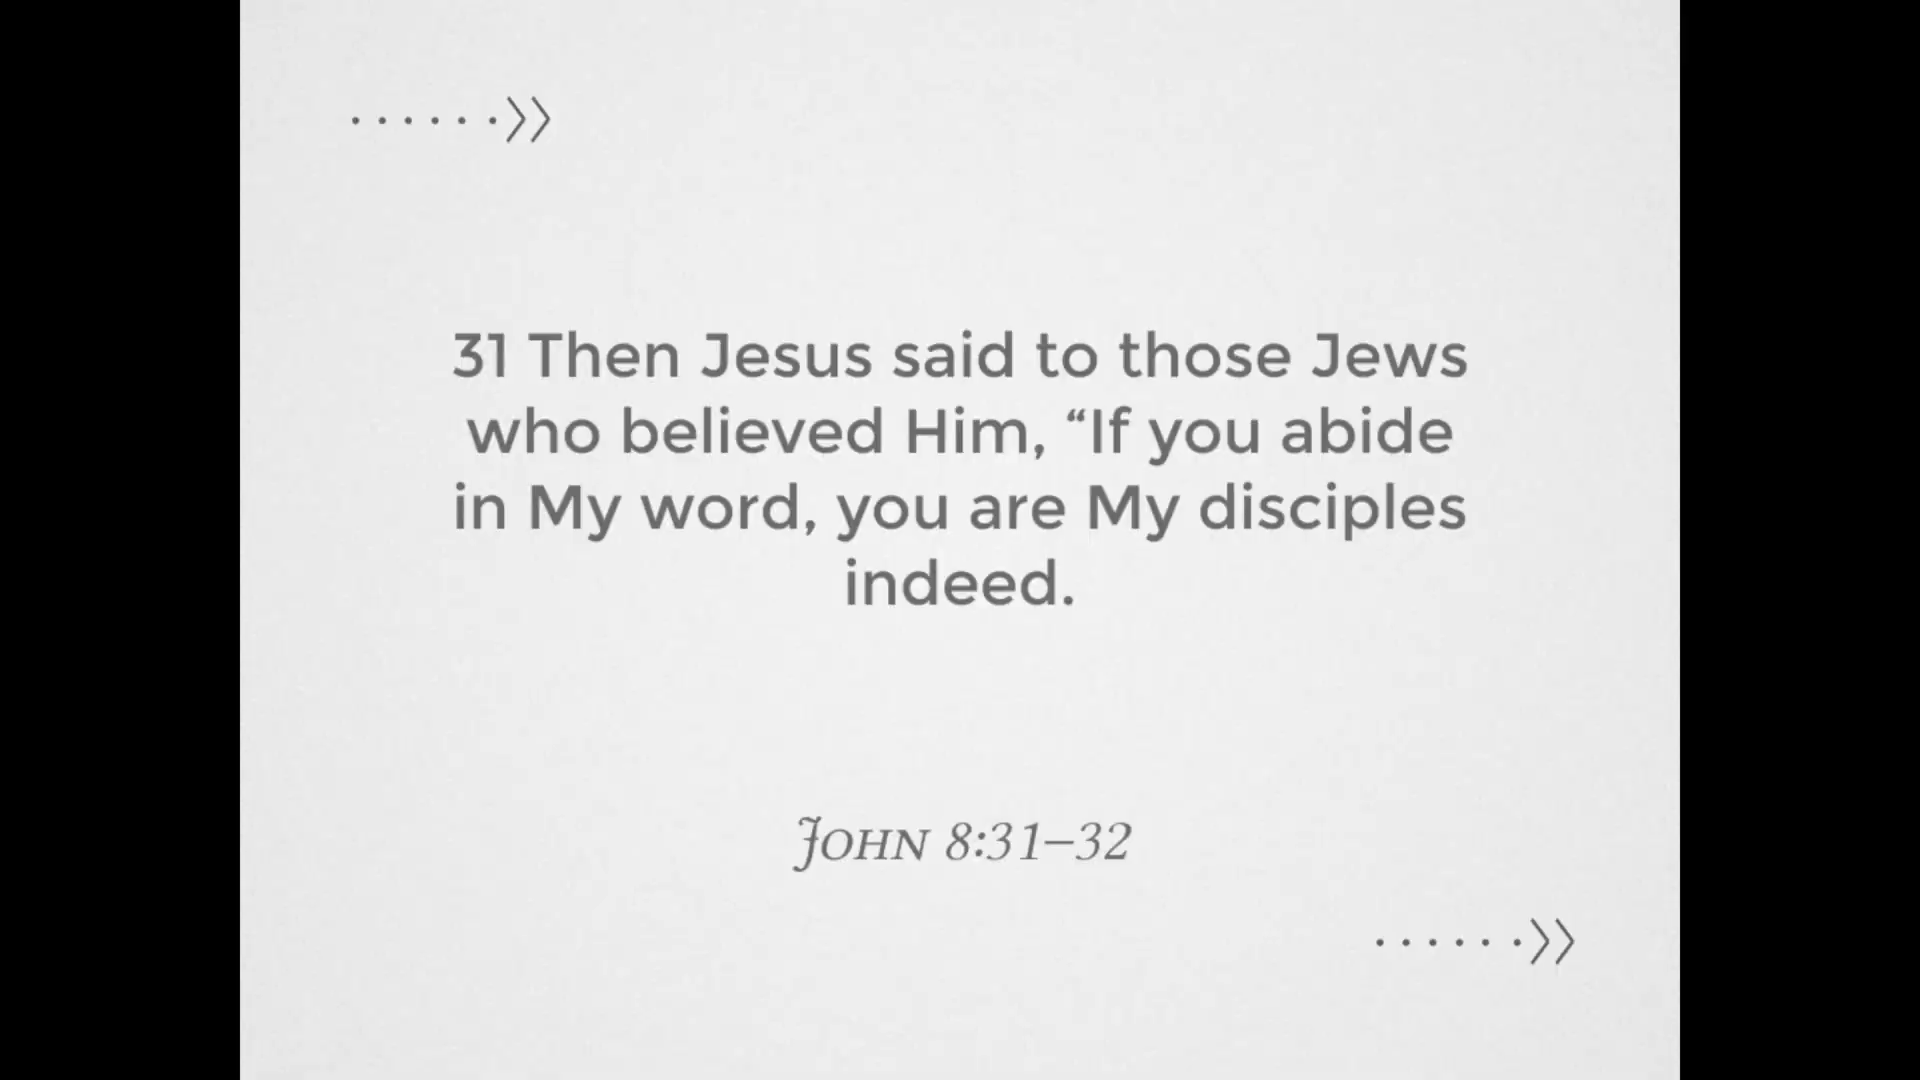 31 Then Jesus said to those Jews
who believed Him, “If you abide
in My word, you are My disciples
indeed.
John 8:31–32